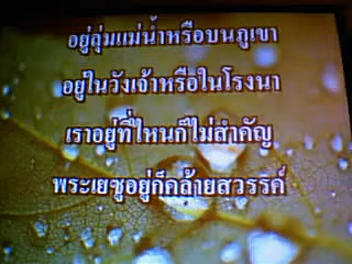 อยู่ลุ่มแม่น้ำหรือบนภูเขา
อยู่ในวังเจ้าหรือในโรงนา
เราอยู่ที่ไหนก็ไม่สำคัญ
พระเยซูอยู่ก็คล้ายสวรรค์